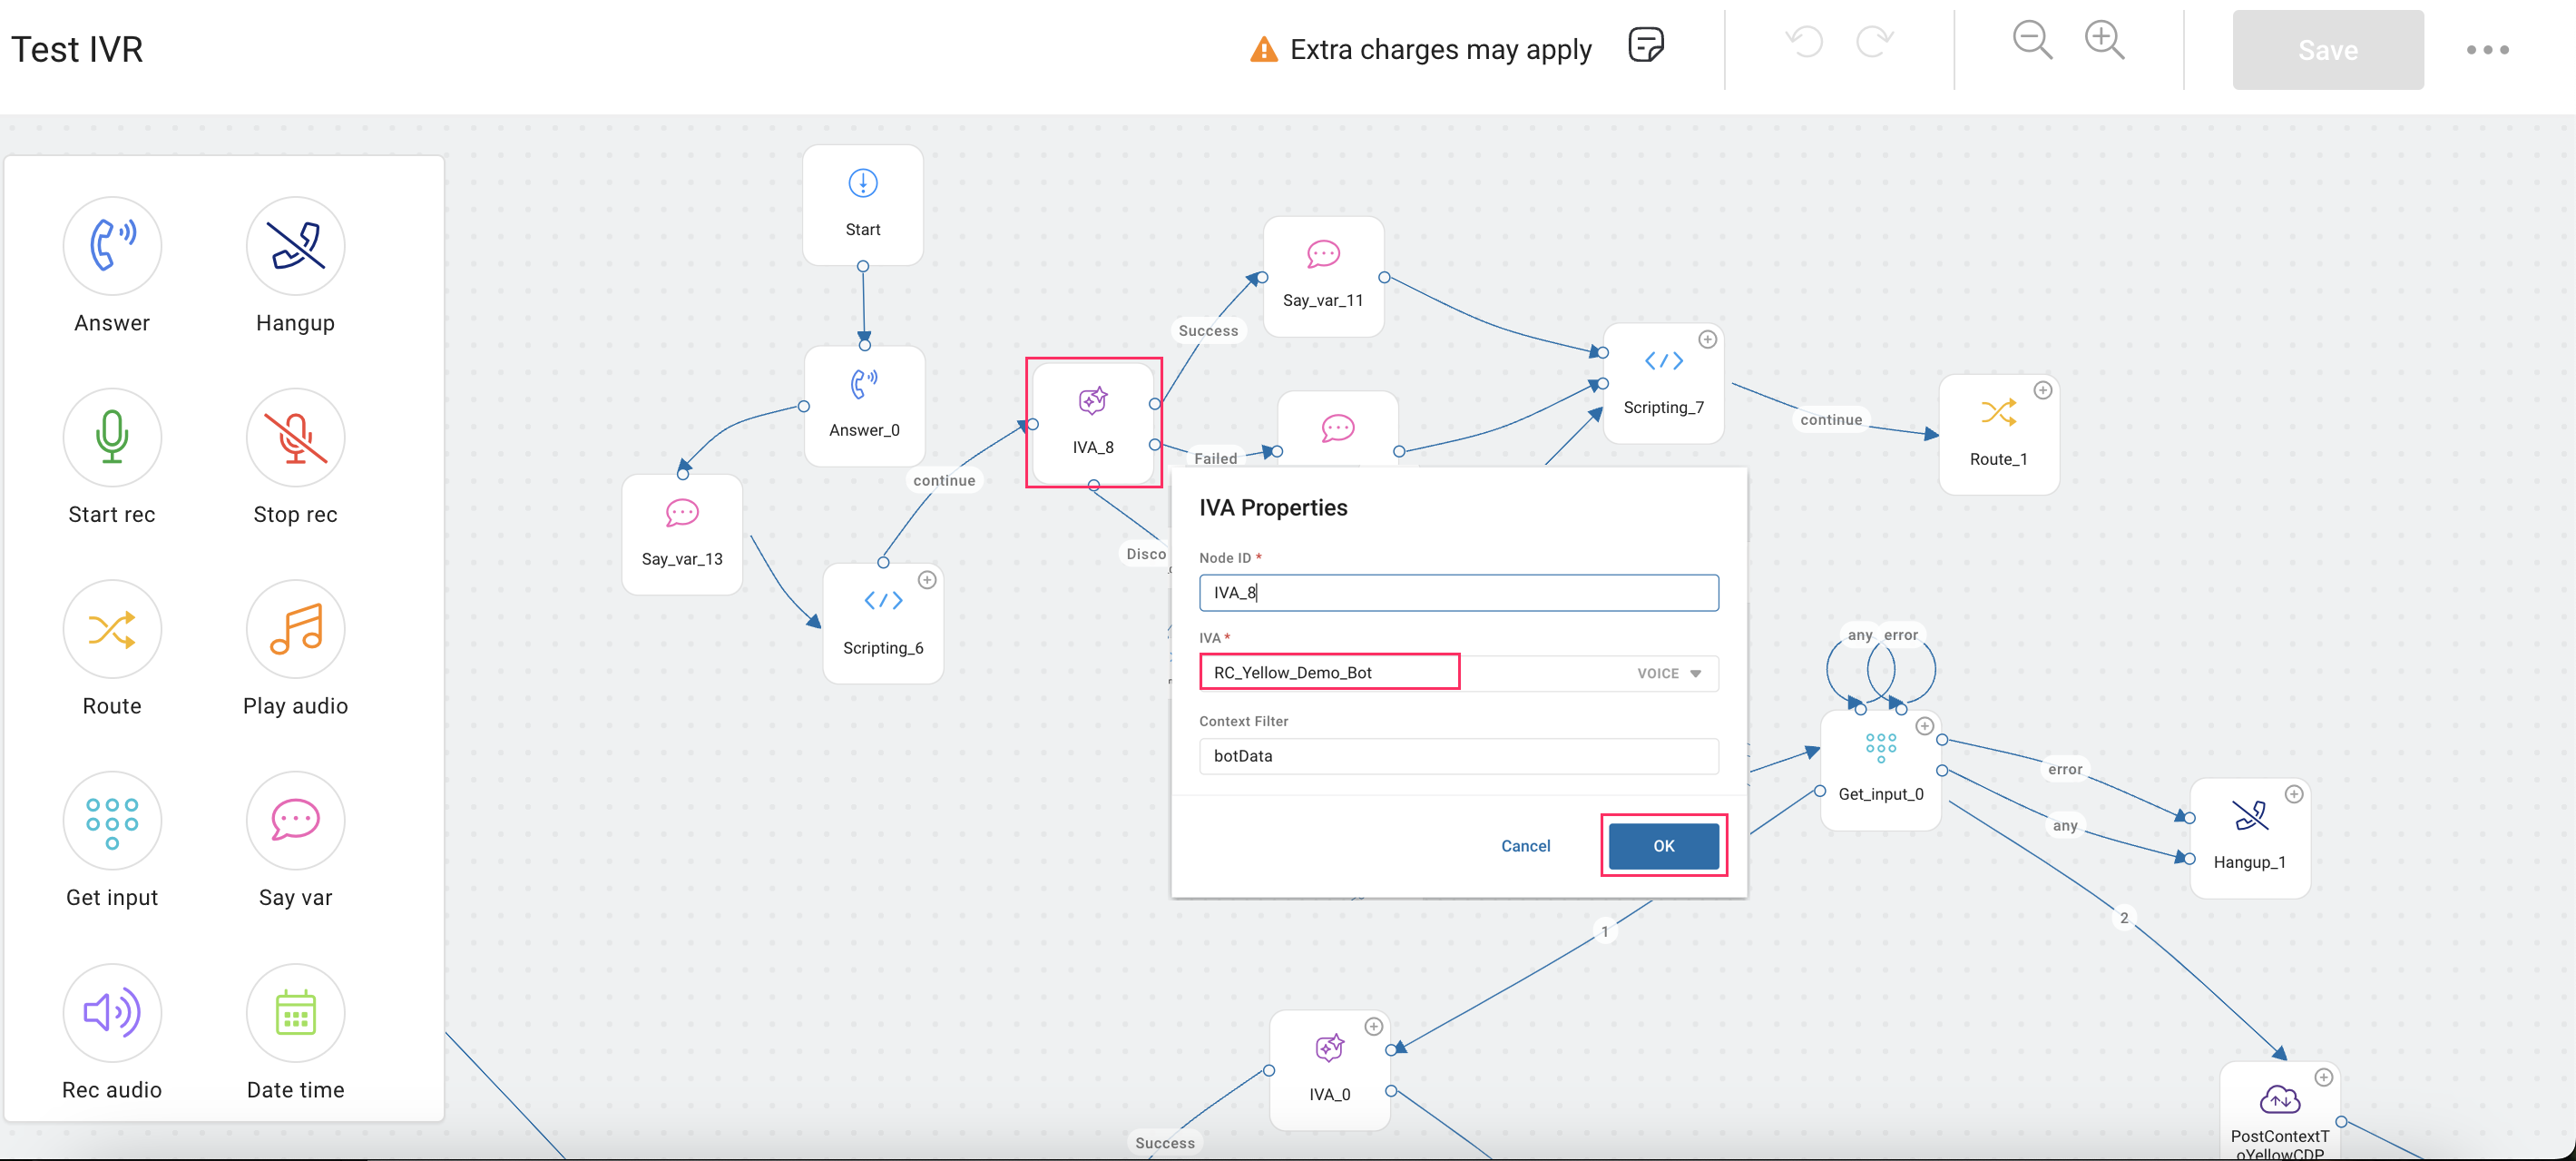 Test IVR
Extra charges may apply
Save
Answer
Hangup
Start rec
Stop rec
Route
Play audio
Get input
Say var
Rec audio
Date time
Start
Answer_0
Say_var_13
Scripting_6
continue
IVA_8
Success
Failed
Disco
Say_var_11
Scripting_7
continue
Route_1
IVA Properties
Node ID *
IVA_8
IVA *
RC_Yellow_Demo_Bot
VOICE
Context Filter
botData
Cancel
OK
any
error
Get_input_0
error
any
Hangup_1
1
2
IVA_0
Success
PostContextT
oYellowCDP